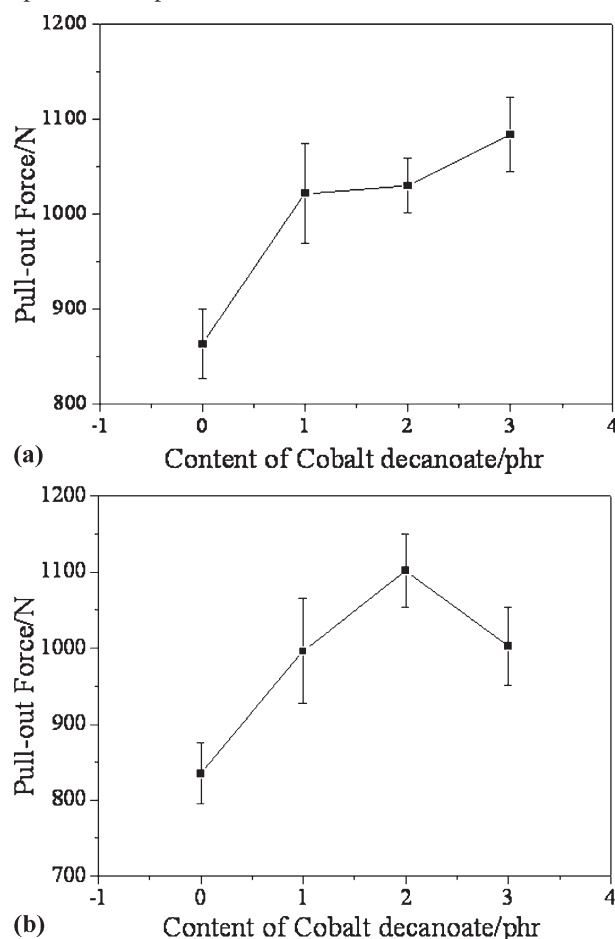 1200
1100
1000
900
800
Pull-out Force/N
-1 0 1 2 3 4
(a) Content of Cobalt decanoate/phr
1200
1100
1000
900
800
700
Pull-out Force/N
-1 0 1 2 3 4
(b) Content of Cobalt decanoate/phr